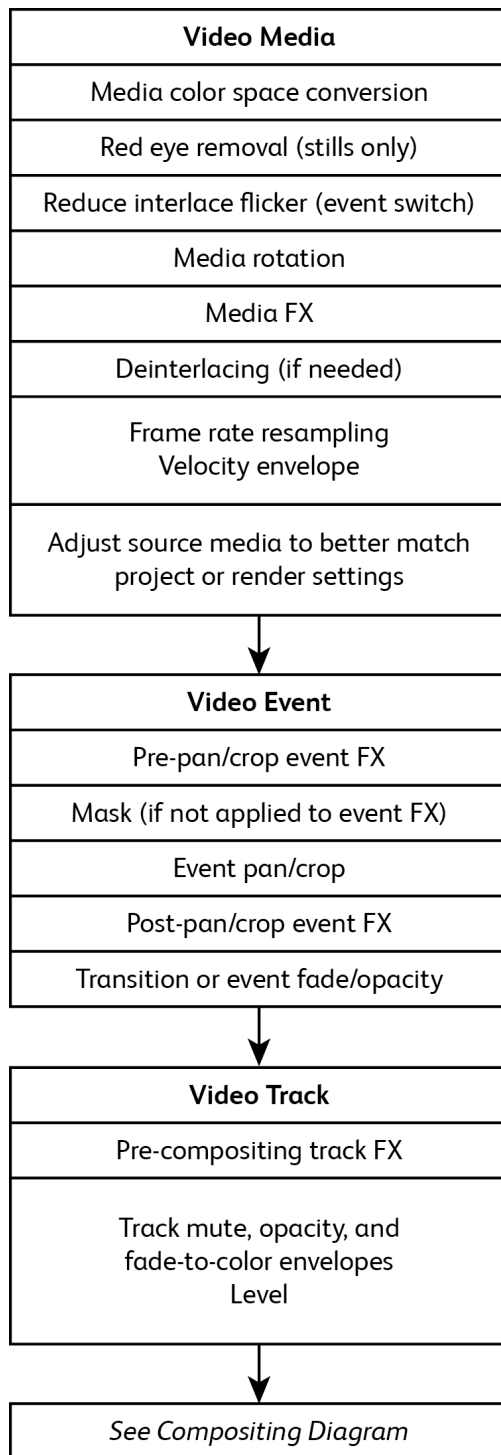 Video Media
Media color space conversion
Red eye removal (stills only)
Reduce interlace flicker (event switch)
Media rotation
Media FX
Deinterlacing (if needed)
Frame rate resampling
Velocity envelope
Adjust source media to better match
project or render settings
Video Event
Pre-pan/crop event FX
Mask (if not applied to event FX)
Event pan/crop
Post-pan/crop event FX
Transition or event fade/opacity
Video Track
Pre-compositing track FX
Track mute, opacity, and
fade-to-color envelopes
Level
See Compositing Diagram